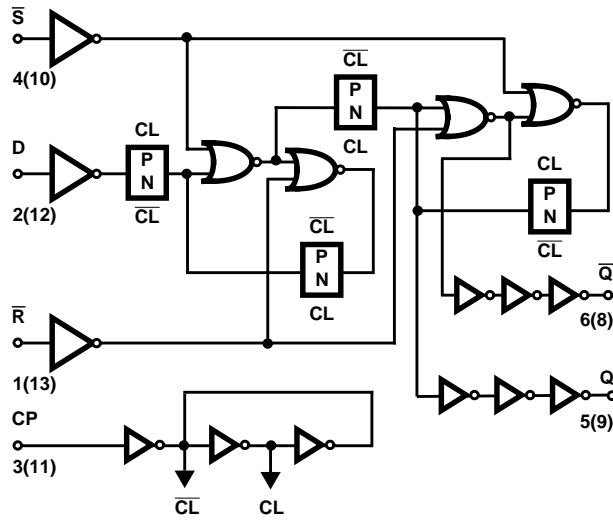 S̅
4(10)
C̅L̅
P
N
CL
D
CL
P
N
C̅L̅
2(12)
CL
P
N
C̅L̅
C̅L̅
P
N
CL
R̅
1(13)
Q̅
6(8)
Q
5(9)
CP
3(11)
C̅L̅
CL